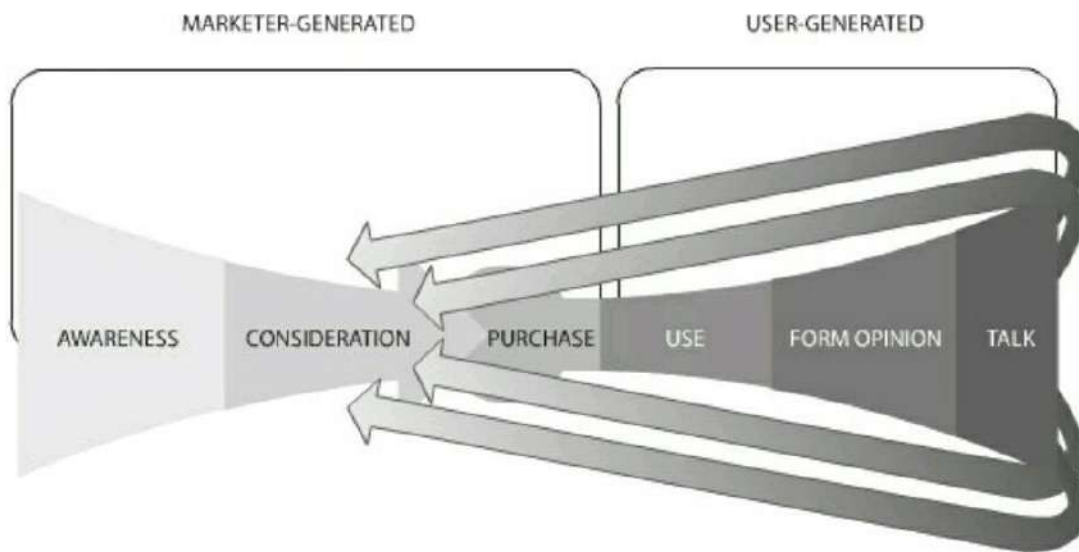 MARKETER-GENERATED
USER-GENERATED
AWARENESS
CONSIDERATION
PURCHASE
USE
FORM OPINION
TALK